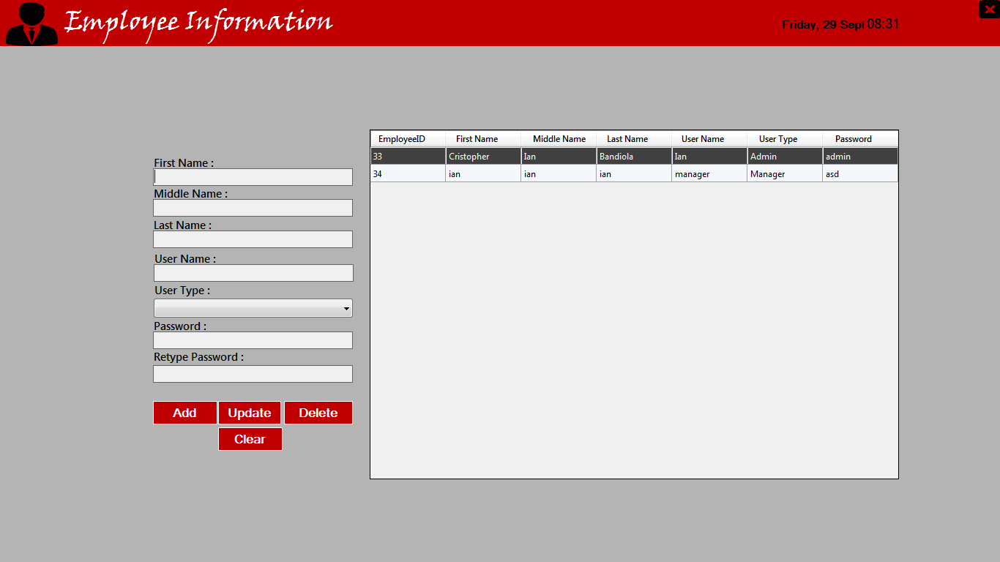 Employee Information
Friday, 29 Sept 08:31
First Name :
Middle Name :
Last Name :
User Name :
User Type :
Password :
Retype Password :
Add Update Delete
Clear
EmployeeID First Name Middle Name Last Name User Name User Type Password
33 Cristopher Ian Bandiola Ian Admin admin
34 ian ian ian manager Manager asd